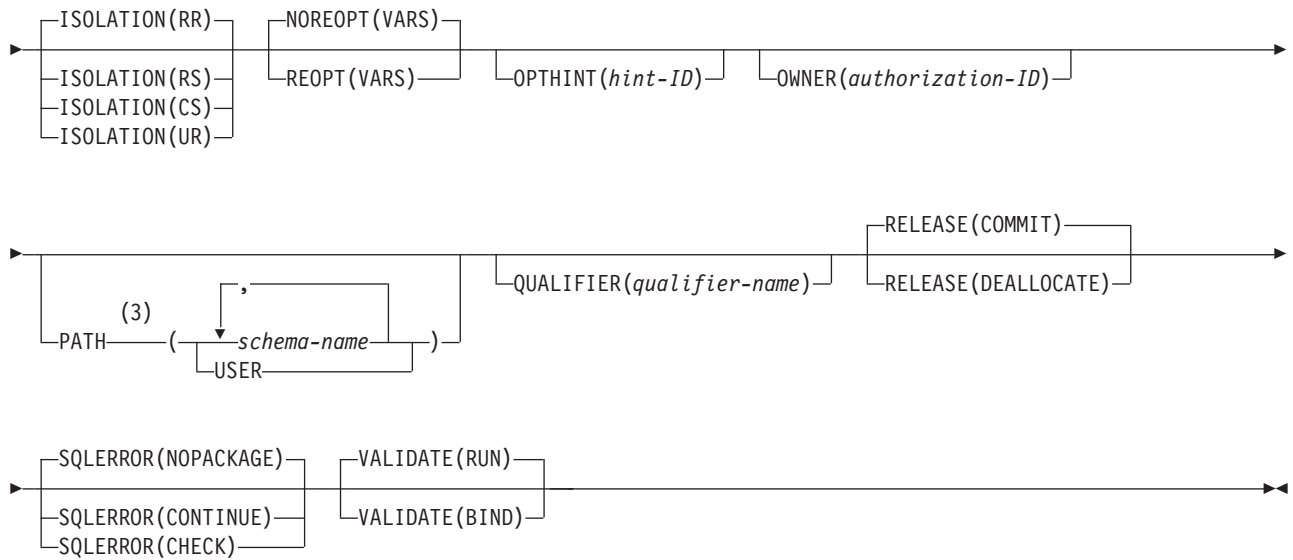 ISOLATION(RR) NOREOPT(VARS)
ISOLATION(RS) REOPT(VARS) OPTHINT(hint-ID) OWNER(authorization-ID)
ISOLATION(CS)
ISOLATION(UR)
RELEASE(COMMIT)
QUALIFIER(qualifier-name) RELEASE(DEALLOCATE)
,
(3)
PATH ( schema-name )
USER
SQLERROR(NOPACKAGE) VALIDATE(RUN)
SQLERROR(CONTINUE) VALIDATE(BIND)
SQLERROR(CHECK)